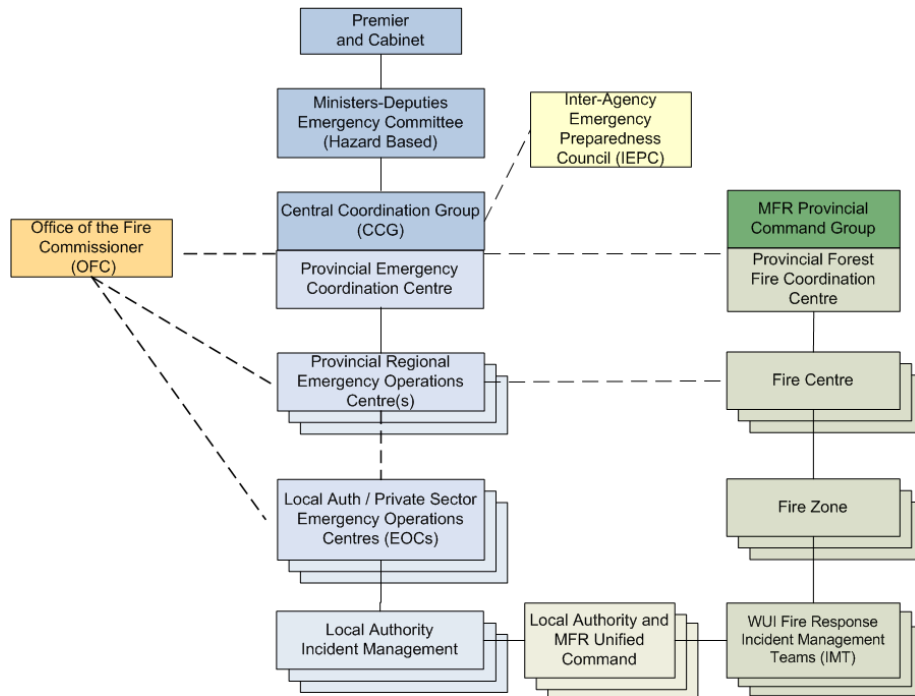 Premier
and Cabinet
Ministers-Deputies
Emergency Committee
(Hazard Based)
Inter-Agency
Emergency
Preparedness
Council (IEPC)
Central Coordination Group
(CCG)
MFR Provincial
Command Group
Office of the Fire
Commissioner
(OFC)
Provincial Emergency
Coordination Centre
Provincial Forest
Fire Coordination
Centre
Provincial Regional
Emergency Operations
Centre(s)
Fire Centre
Local Auth / Private Sector
Emergency Operations
Centres (EOCs)
Fire Zone
Local Authority
Incident Management
Local Authority and
MFR Unified
Command
WUI Fire Response
Incident Management
Teams (IMT)